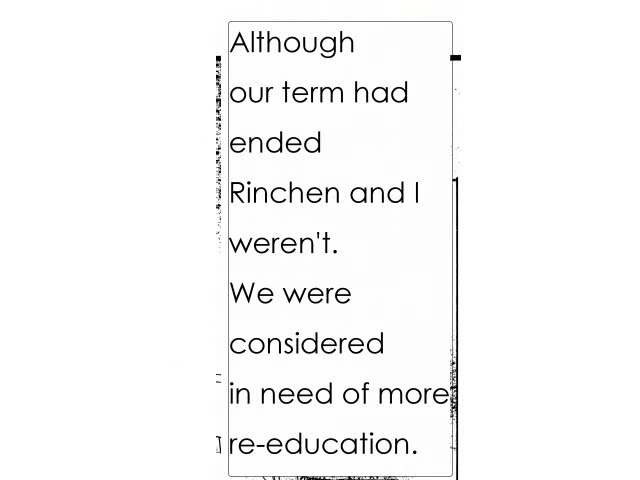 Although
our term had
ended
Rinchen and I
weren't.
We were
considered
in need of more
re-education.